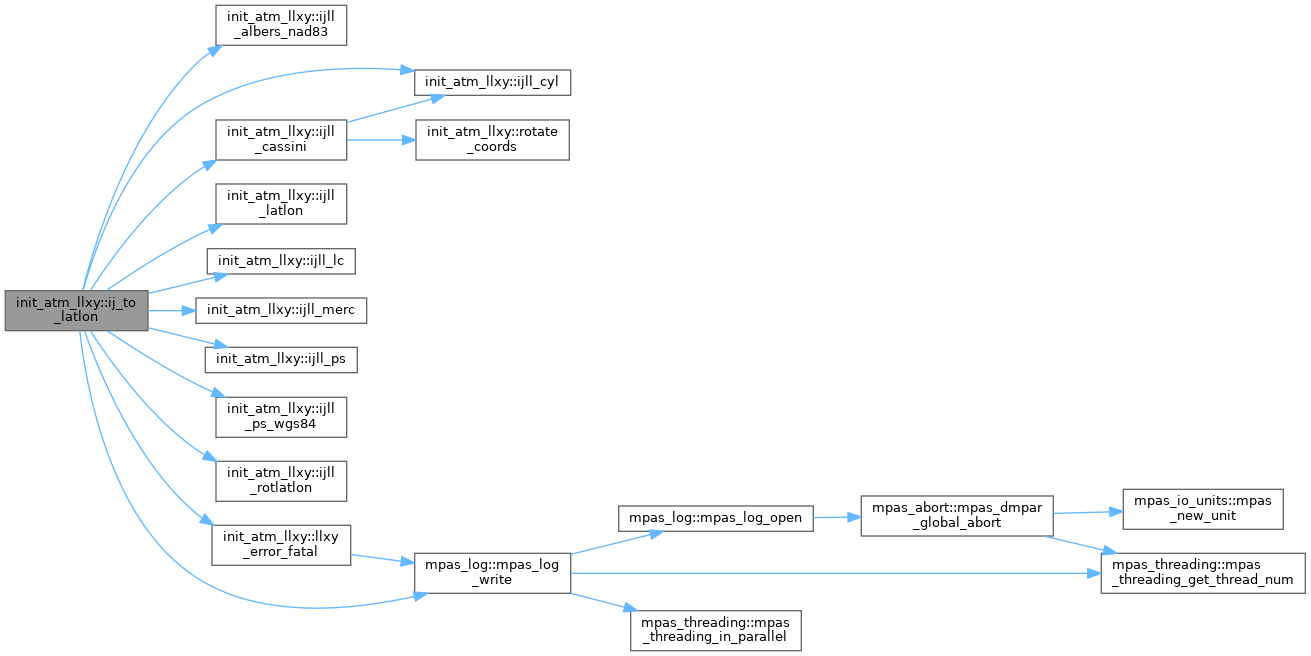 init_atm_llxy::ij_to
_latlon
init_atm_llxy::ijll
_albers_nad83
init_atm_llxy::ijll_cyl
init_atm_llxy::ijll
_cassini
init_atm_llxy::rotate
_coords
init_atm_llxy::ijll
_latlon
init_atm_llxy::ijll_lc
init_atm_llxy::ijll_merc
init_atm_llxy::ijll_ps
init_atm_llxy::ijll
_ps_wgs84
init_atm_llxy::ijll
_rotlatlon
init_atm_llxy::llxy
_error_fatal
mpas_log::mpas_log
_write
mpas_log::mpas_log_open
mpas_abort::mpas_dmpar
_global_abort
mpas_io_units::mpas
_new_unit
mpas_threading::mpas
_threading_get_thread_num
mpas_threading::mpas
_threading_in_parallel